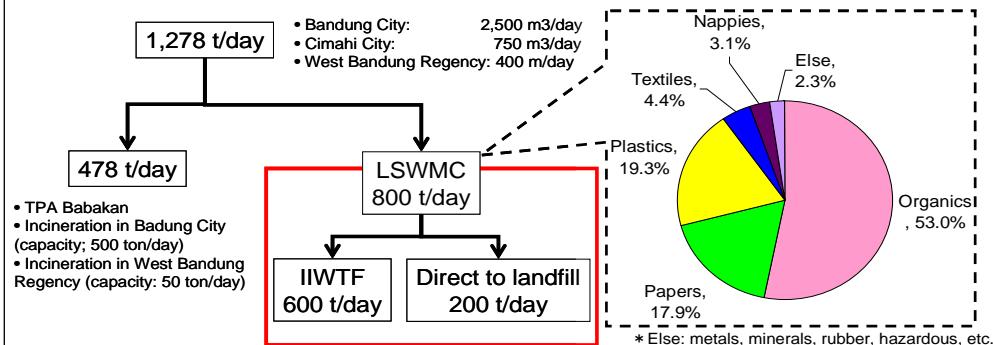 1,278 t/day
• Bandung City: 2,500 m3/day
• Cimahi City: 750 m3/day
• West Bandung Regency: 400 m/day
478 t/day
• TPA Babakan
• Incineration in Badung City
(capacity; 500 ton/day)
• Incineration in West Bandung
Regency (capacity: 50 ton/day)
LSWMC
800 t/day
IIWTF
600 t/day
Direct to landfill
200 t/day
Nappies,
3.1%
Else,
2.3%
Textiles,
4.4%
Plastics,
19.3%
Organics
, 53.0%
Papers,
17.9%
* Else: metals, minerals, rubber, hazardous, etc.